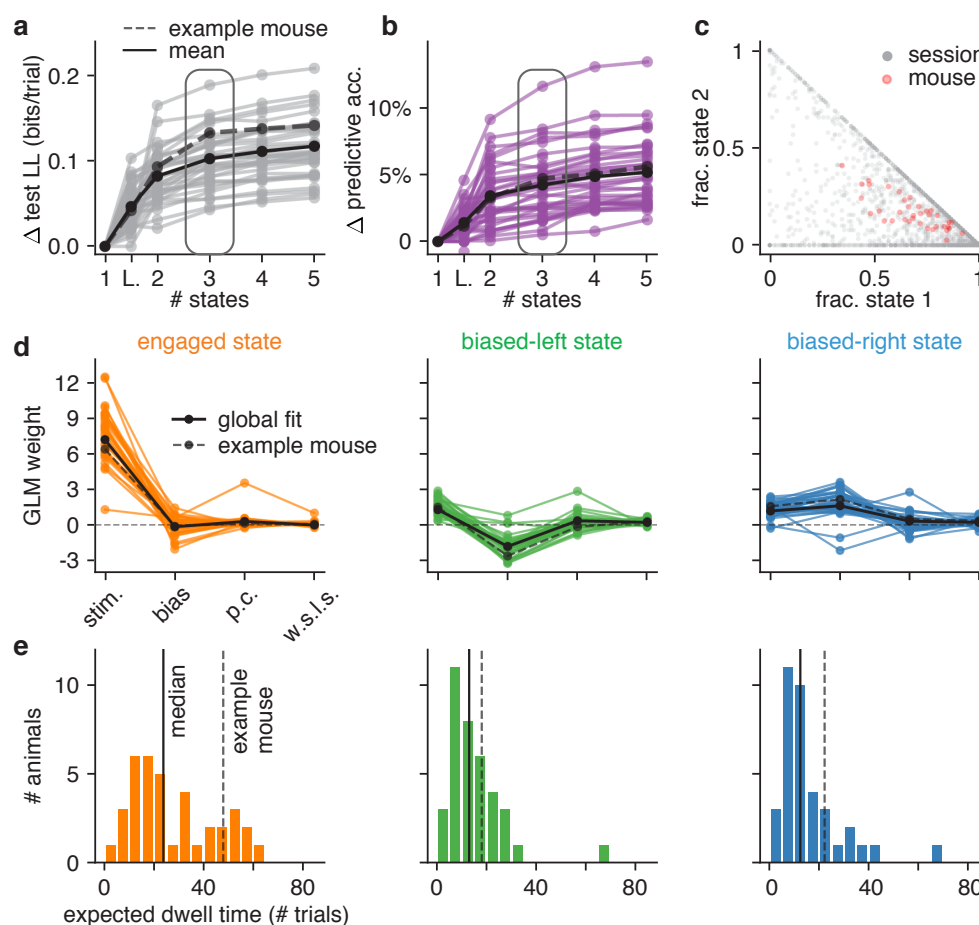 a
example mouse
mean
Δ test LL (bits/trial)
0.2
0.1
0.0
1 L. 2 3 4 5
# states
b
Δ predictive acc.
10%
5%
0
1 L. 2 3 4 5
# states
c
session
mouse
frac. state 2
1
0
0 0.5 1
frac. state 1
d
engaged state
biased-left state
biased-right state
GLM weight
12
9
6
3
0
-3
global fit
example mouse
stim. bias p.c. w.s.l.s.
e
# animals
10
5
0
median
example
mouse
0 40 80
0 40 80
0 40 80
expected dwell time (# trials)